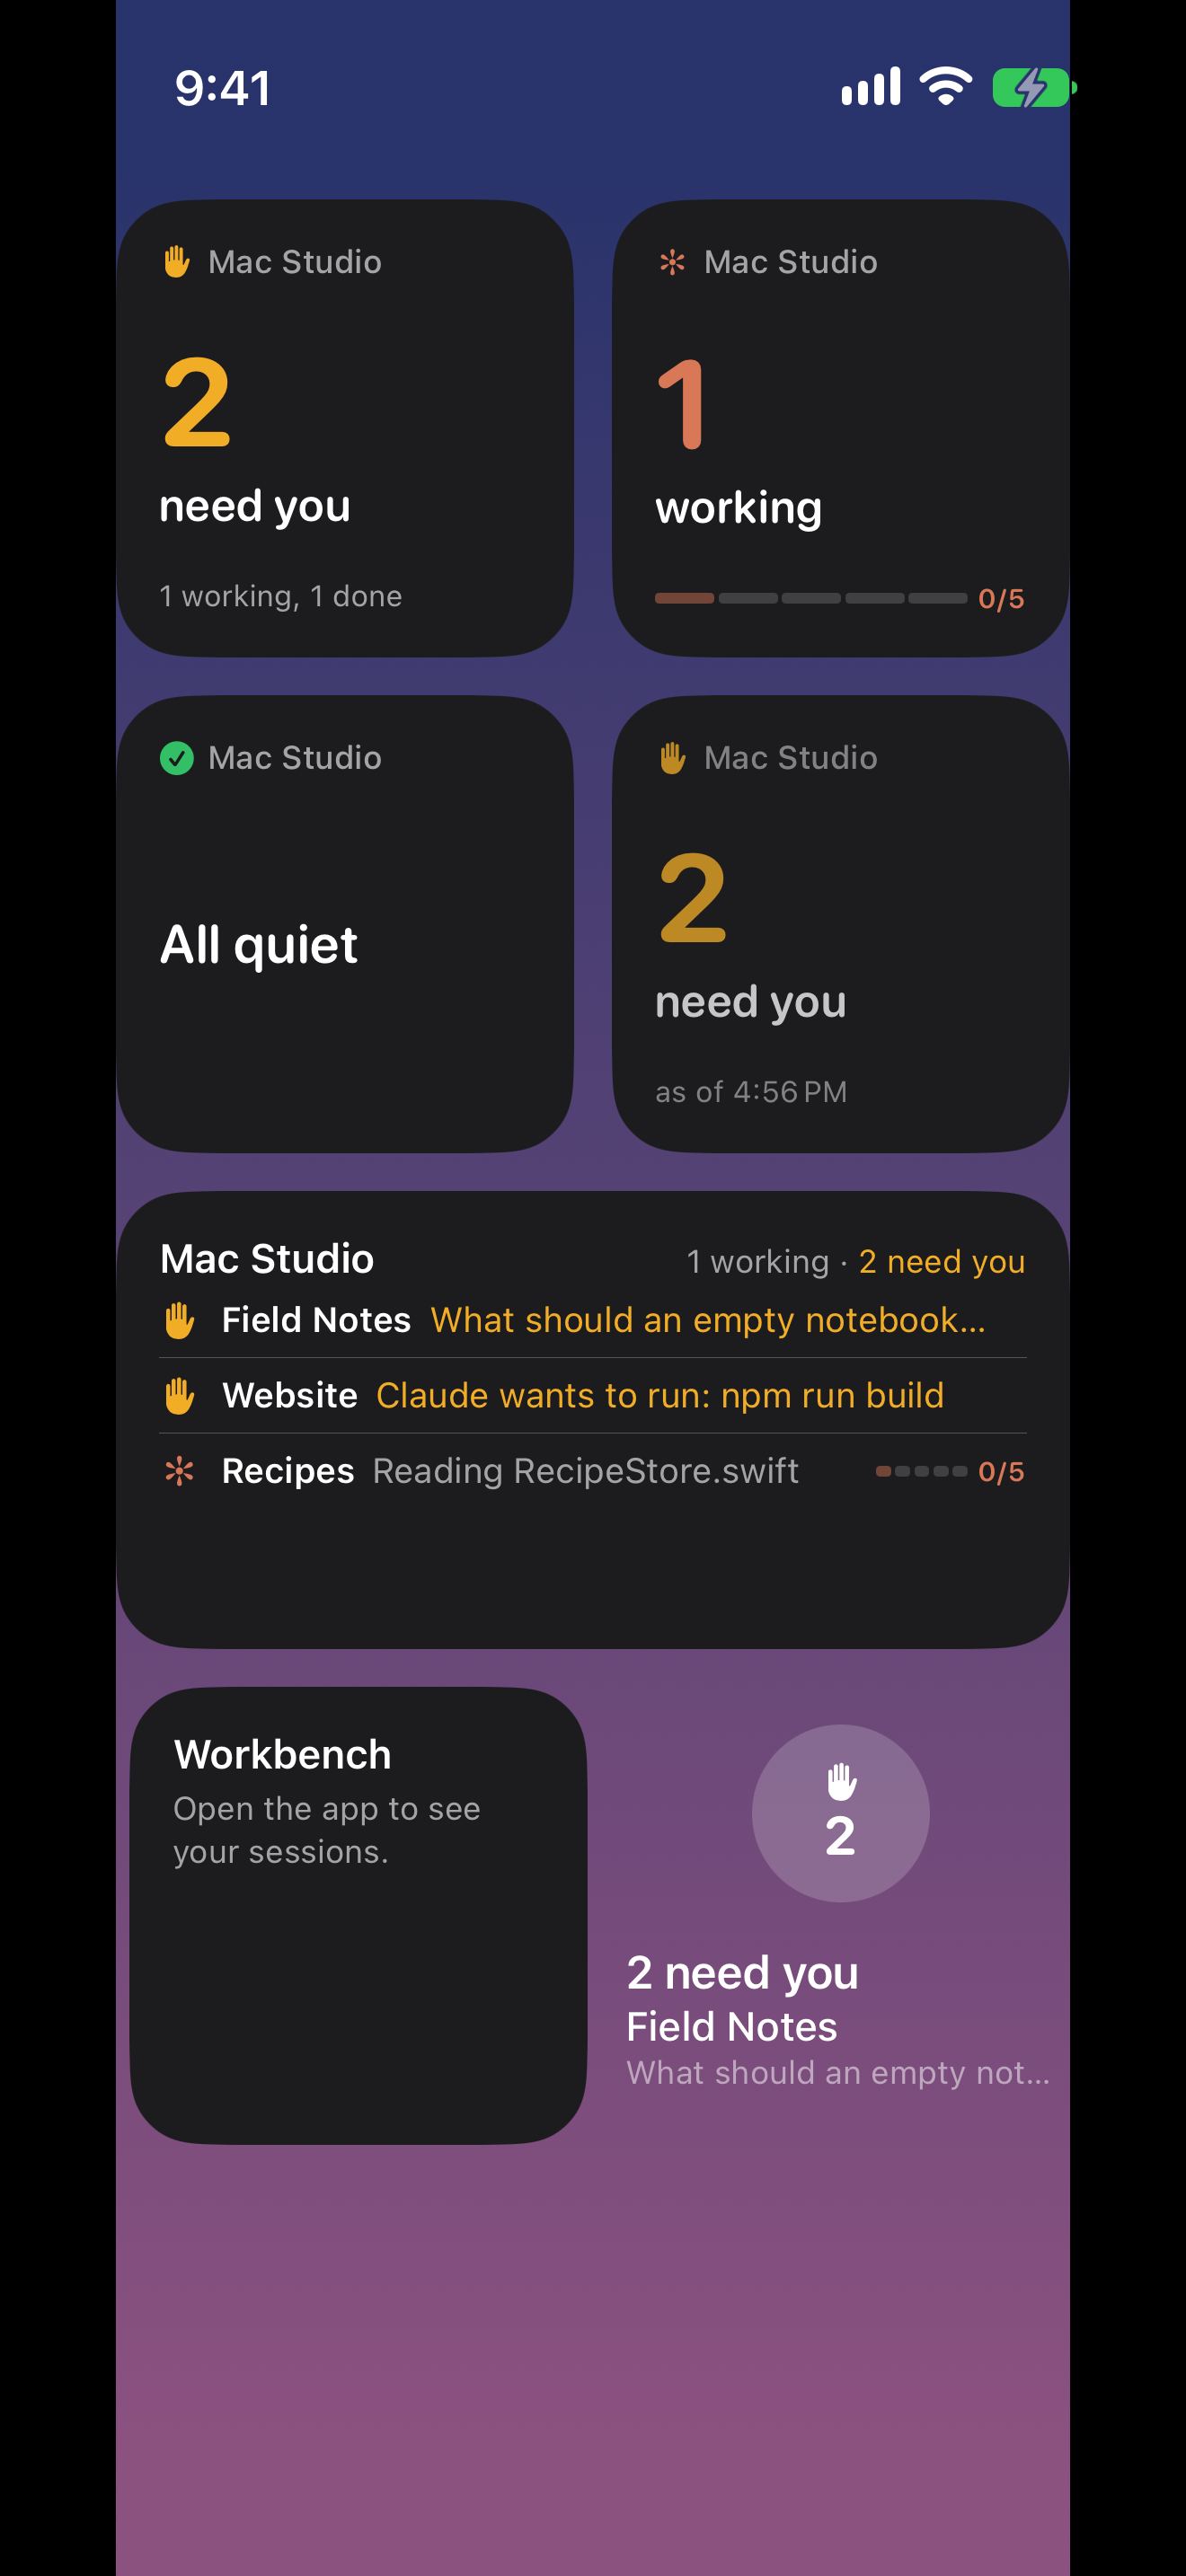 9:41
Mac Studio
2
need you
1 working, 1 done
Mac Studio
1
working
0/5
Mac Studio
All quiet
Mac Studio
2
need you
as of 4:56 PM
Mac Studio
1 working · 2 need you
Field Notes What should an empty notebook...
Website Claude wants to run: npm run build
Recipes Reading RecipeStore.swift 0/5
Workbench
Open the app to see
your sessions.
2
2 need you
Field Notes
What should an empty not...